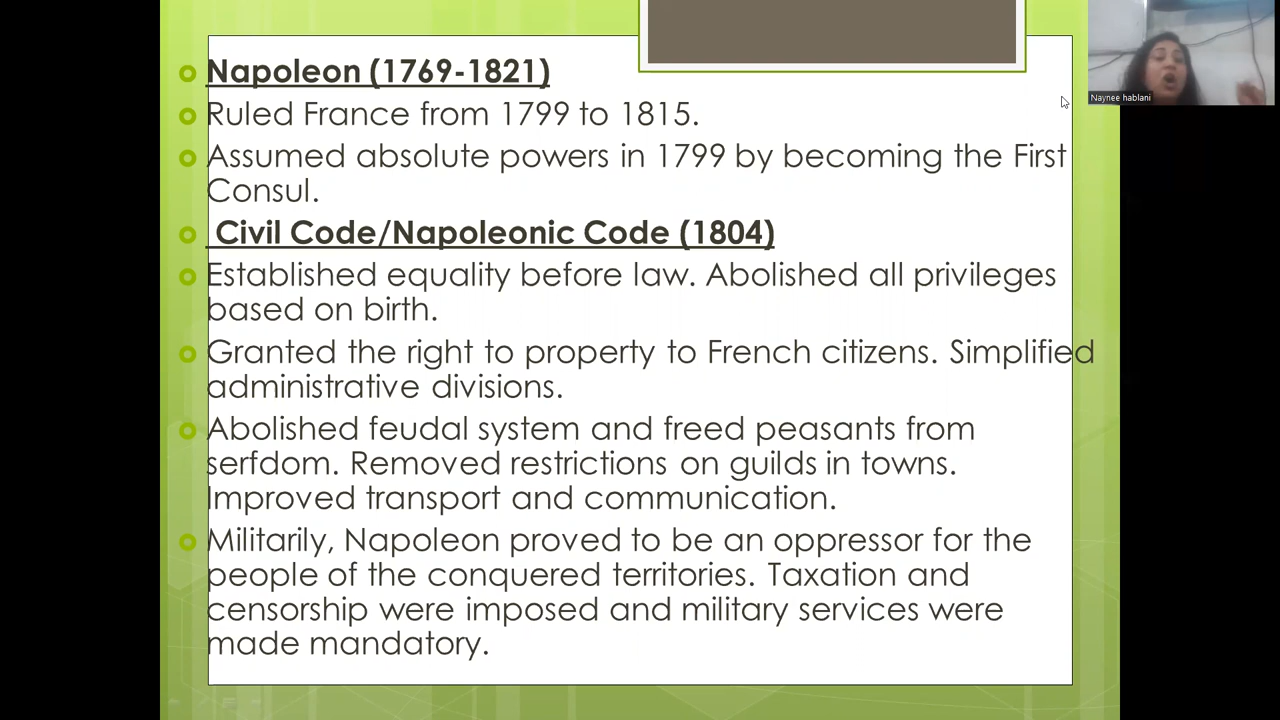 Napoleon (1769-1821)
Ruled France from 1799 to 1815.
Assumed absolute powers in 1799 by becoming the First
Consul.
Civil Code/Napoleonic Code (1804)
Established equality before law. Abolished all privileges
based on birth.
Granted the right to property to French citizens. Simplified
administrative divisions.
Abolished feudal system and freed peasants from
serfdom. Removed restrictions on guilds in towns.
Improved transport and communication.
Militarily, Napoleon proved to be an oppressor for the
people of the conquered territories. Taxation and
censorship were imposed and military services were
made mandatory.
Naynee hablani